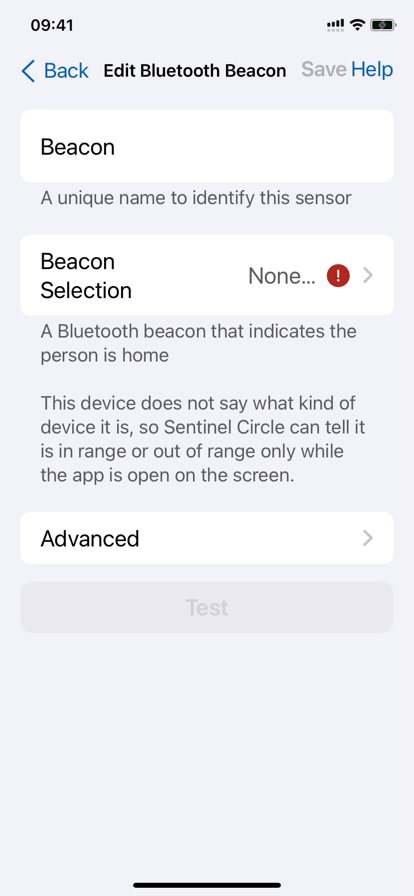 09:41
Back
Edit Bluetooth Beacon
Save
Help
Beacon
A unique name to identify this sensor
Beacon
Selection
None...
A Bluetooth beacon that indicates the
person is home
This device does not say what kind of
device it is, so Sentinel Circle can tell it
is in range or out of range only while
the app is open on the screen.
Advanced
Test